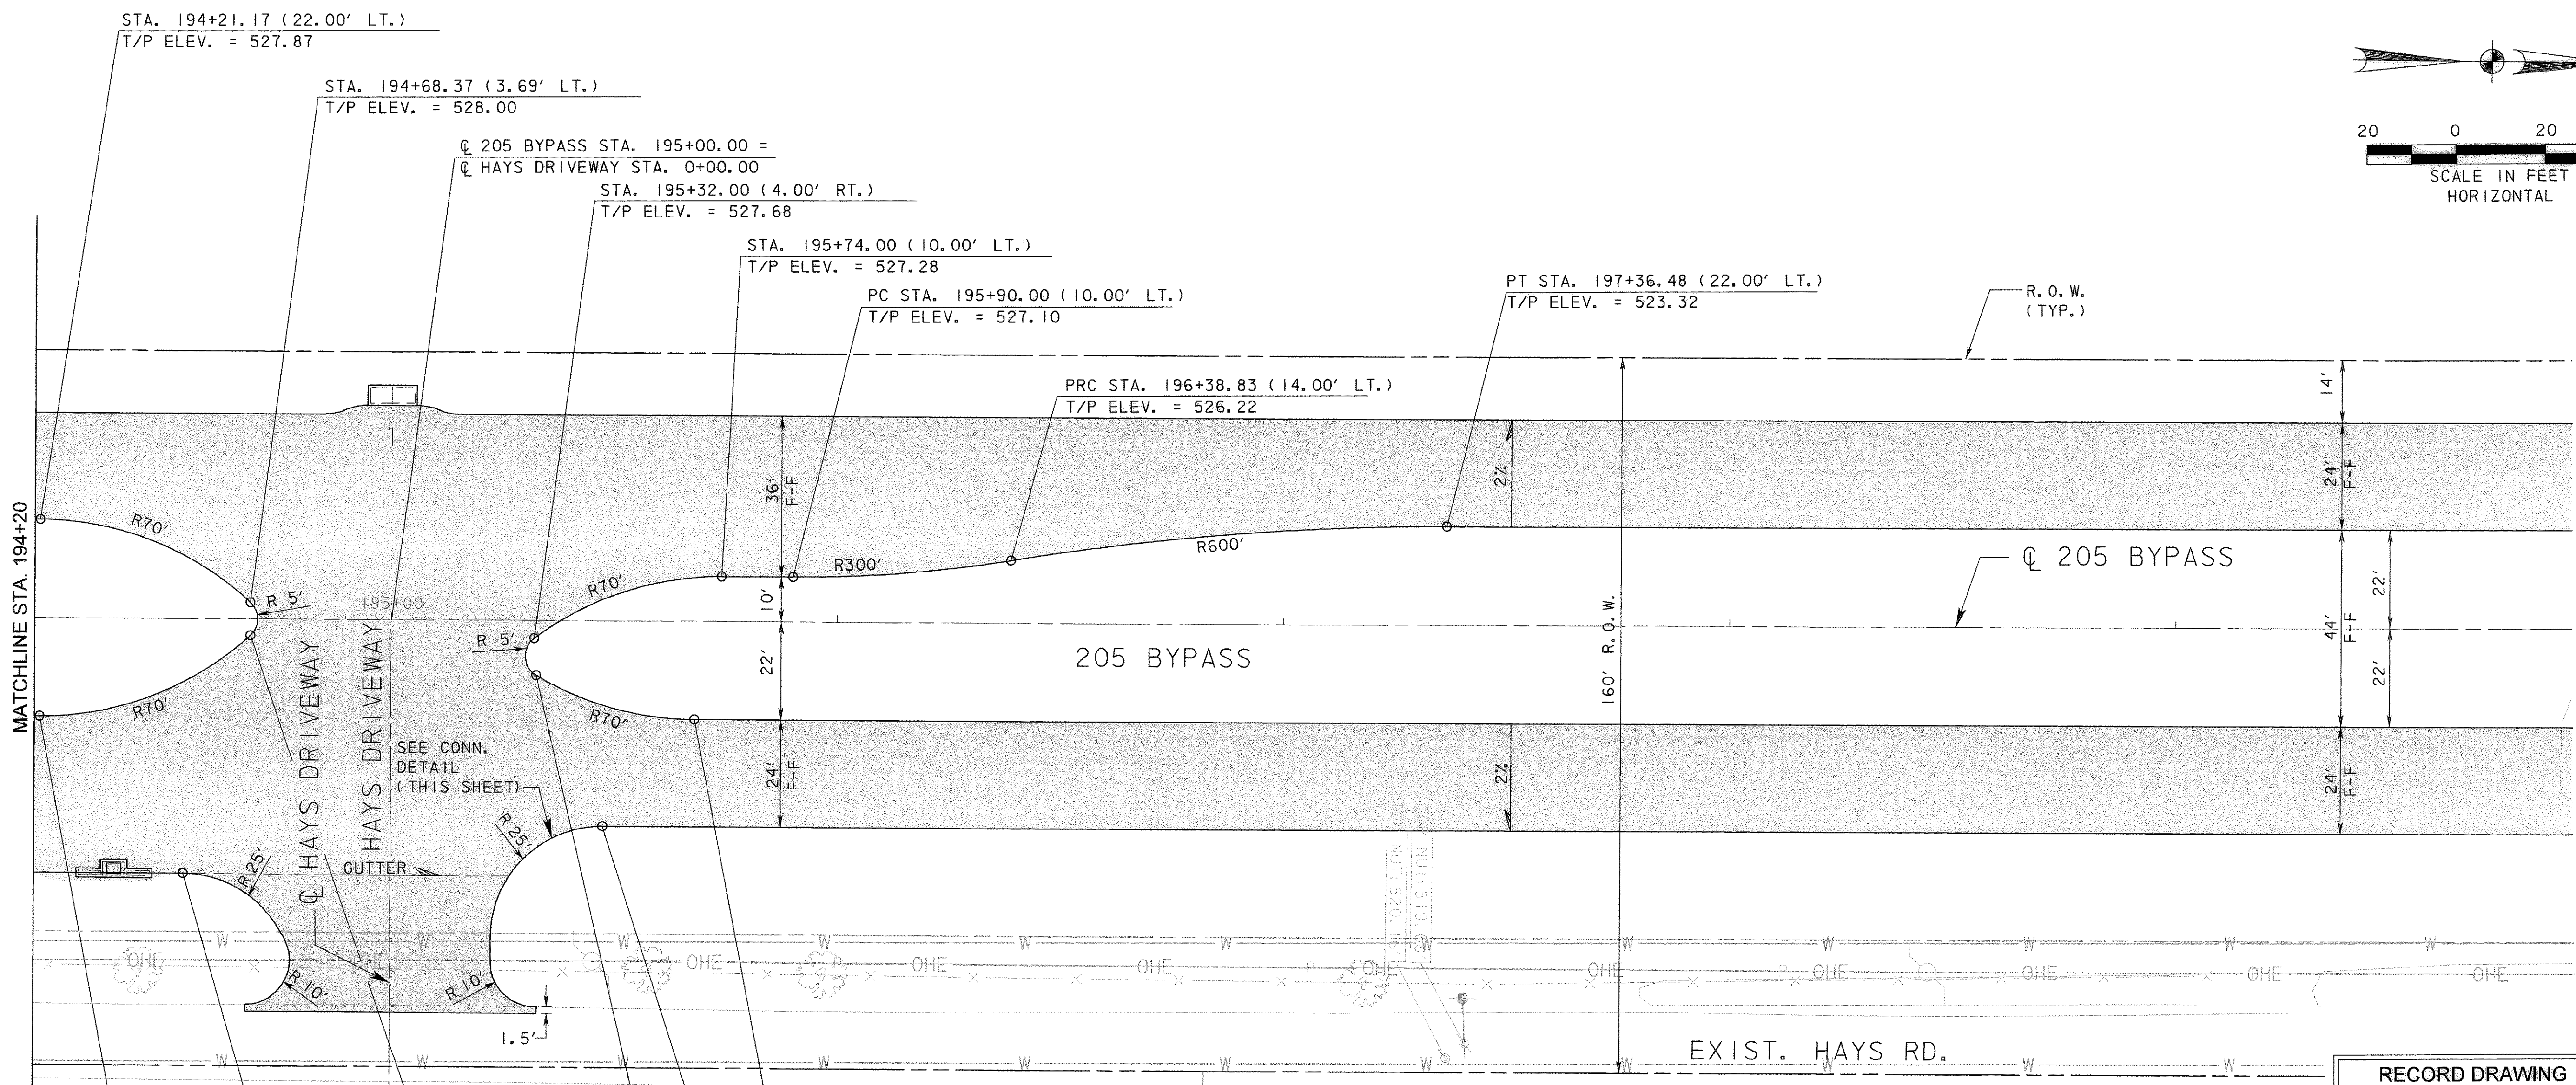 STA. 194+21.17 (22.00' LT.)
T/P ELEV. = 527.87
STA. 194+68.37 (3.69' LT.)
T/P ELEV. = 528.00
℄ 205 BYPASS STA. 195+00.00 =
℄ HAYS DRIVEWAY STA. 0+00.00
STA. 195+32.00 (4.00' RT.)
T/P ELEV. = 527.68
STA. 195+74.00 (10.00' LT.)
T/P ELEV. = 527.28
PC STA. 195+90.00 (10.00' LT.)
T/P ELEV. = 527.10
PRC STA. 196+38.83 (14.00' LT.)
T/P ELEV. = 526.22
PT STA. 197+36.48 (22.00' LT.)
T/P ELEV. = 523.32
R.O.W.
(TYP.)
20 0 20
SCALE IN FEET
HORIZONTAL
MATCHLINE STA. 194+20
R70'
R 5'
195+00
R70'
R 5'
R70'
R70'
36'
F-F
10'
22'
24'
F-F
R300'
R600'
2%
2%
160' R.O.W.
14'
24'
F-F
44'
F-F
22'
22'
24'
F-F
℄ 205 BYPASS
205 BYPASS
℄ HAYS DRIVEWAY
HAYS DRIVEWAY
SEE CONN.
DETAIL
(THIS SHEET)
R 25'
R 25'
GUTTER
R 10'
R 10'
1.5'
W W W W W W W W W W W W
OHE OHE OHE OHE OHE OHE OHE OHE OHE OHE OHE
W W W W W W W W W W W
EXIST. HAYS RD.
RECORD DRAWING